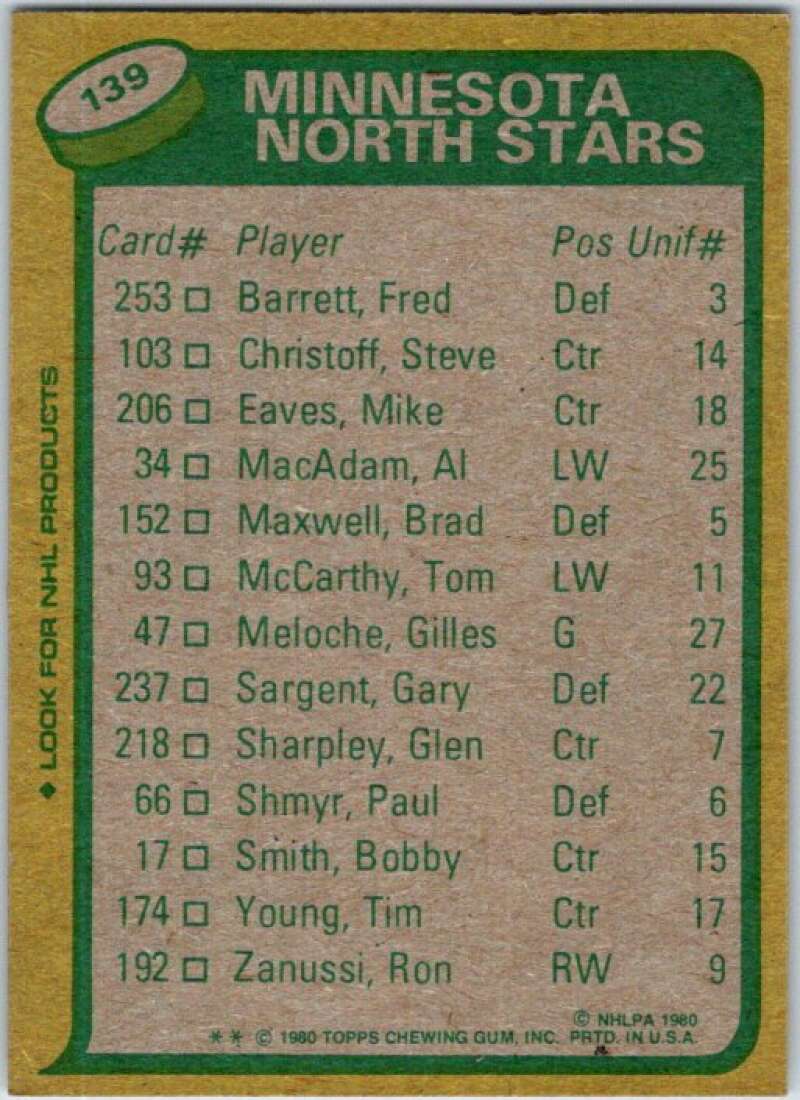 139
MINNESOTA
NORTH STARS
Card# Player Pos Unif#
253 □ Barrett, Fred Def 3
103 □ Christoff, Steve Ctr 14
206 □ Eaves, Mike Ctr 18
34 □ MacAdam, Al LW 25
152 □ Maxwell, Brad Def 5
93 □ McCarthy, Tom LW 11
47 □ Meloche, Gilles G 27
237 □ Sargent, Gary Def 22
218 □ Sharpley, Glen Ctr 7
66 □ Shmyr, Paul Def 6
17 □ Smith, Bobby Ctr 15
174 □ Young, Tim Ctr 17
192 □ Zanussi, Ron RW 9
© NHLPA 1980
** © 1980 TOPPS CHEWING GUM, INC. PRTD. IN U.S.A.
◆ LOOK FOR NHL PRODUCTS